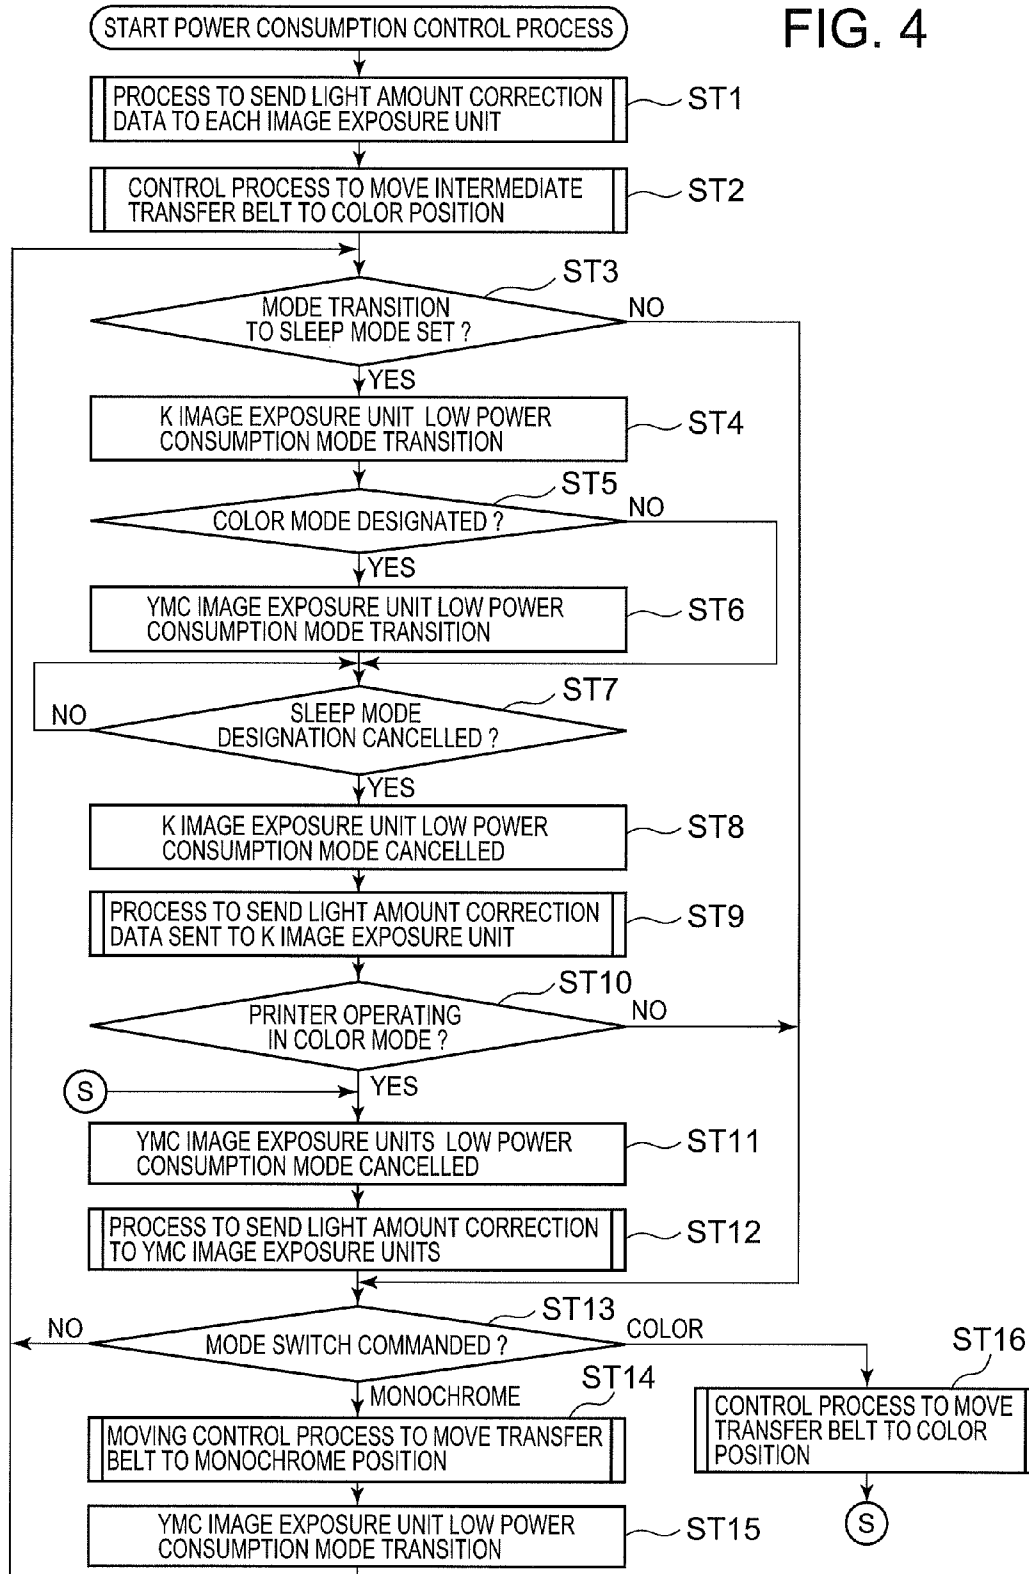 FIG. 4
START POWER CONSUMPTION CONTROL PROCESS
PROCESS TO SEND LIGHT AMOUNT CORRECTION
DATA TO EACH IMAGE EXPOSURE UNIT
ST1
CONTROL PROCESS TO MOVE INTERMEDIATE
TRANSFER BELT TO COLOR POSITION
ST2
ST3
MODE TRANSITION
TO SLEEP MODE SET ?
NO
YES
K IMAGE EXPOSURE UNIT LOW POWER
CONSUMPTION MODE TRANSITION
ST4
ST5
COLOR MODE DESIGNATED ?
NO
YES
YMC IMAGE EXPOSURE UNIT LOW POWER
CONSUMPTION MODE TRANSITION
ST6
ST7
SLEEP MODE
DESIGNATION CANCELLED ?
NO
YES
K IMAGE EXPOSURE UNIT LOW POWER
CONSUMPTION MODE CANCELLED
ST8
PROCESS TO SEND LIGHT AMOUNT CORRECTION
DATA SENT TO K IMAGE EXPOSURE UNIT
ST9
ST10
PRINTER OPERATING
IN COLOR MODE ?
NO
YES
S
YMC IMAGE EXPOSURE UNITS LOW POWER
CONSUMPTION MODE CANCELLED
ST11
PROCESS TO SEND LIGHT AMOUNT CORRECTION
TO YMC IMAGE EXPOSURE UNITS
ST12
ST13
MODE SWITCH COMMANDED ?
NO
COLOR
MONOCHROME
ST14
MOVING CONTROL PROCESS TO MOVE TRANSFER
BELT TO MONOCHROME POSITION
ST16
CONTROL PROCESS TO MOVE
TRANSFER BELT TO COLOR
POSITION
S
YMC IMAGE EXPOSURE UNIT LOW POWER
CONSUMPTION MODE TRANSITION
ST15